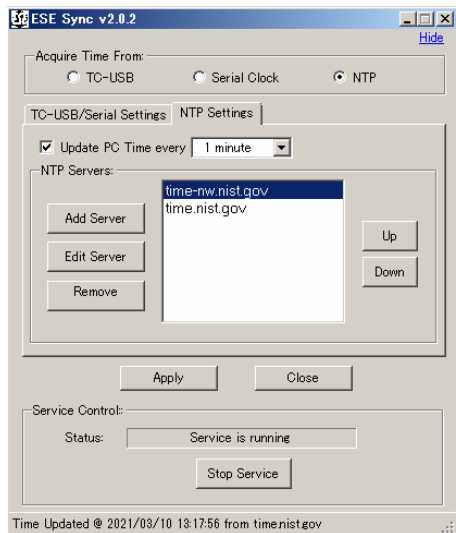 ESE Sync v2.0.2
Hide
Acquire Time From:
TC-USB Serial Clock NTP
TC-USB/Serial Settings NTP Settings
Update PC Time every 1 minute
NTP Servers:
time-nw.nist.gov
time.nist.gov
Add Server
Up
Edit Server
Down
Remove
Apply Close
Service Control:
Status: Service is running
Stop Service
Time Updated @ 2021/03/10 13:17:56 from time.nist.gov